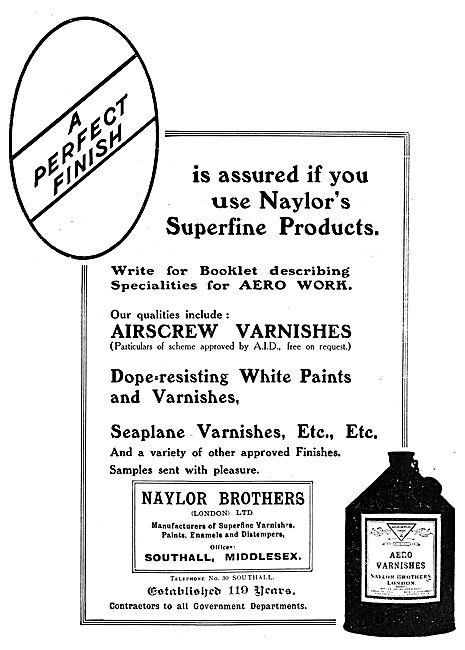 A
PERFECT
FINISH
is assured if you
use Naylor's
Superfine Products.
Write for Booklet describing
Specialities for AERO WORK.
Our qualities include :
AIRSCREW VARNISHES
(Particulars of scheme approved by A.I.D., free on request.)
Dope-resisting White Paints
and Varnishes,
Seaplane Varnishes, Etc., Etc.
And a variety of other approved Finishes.
Samples sent with pleasure.
NAYLOR BROTHERS
(LONDON) LTD.
Manufacturers of Superfine Varnishes,
Paints, Enamels and Distempers,
Offices:
SOUTHALL, MIDDLESEX.
TELEPHONE NO. 30 SOUTHALL.
Established 119 Years.
Contractors to all Government Departments.
AERO
VARNISHES
NAYLOR BROTHERS
LONDON